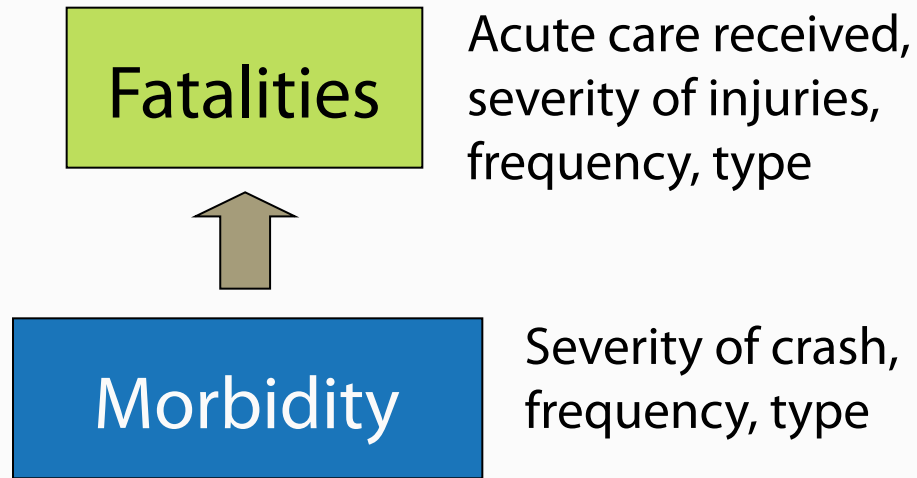 Fatalities
Acute care received,
severity of injuries,
frequency, type
Morbidity
Severity of crash,
frequency, type